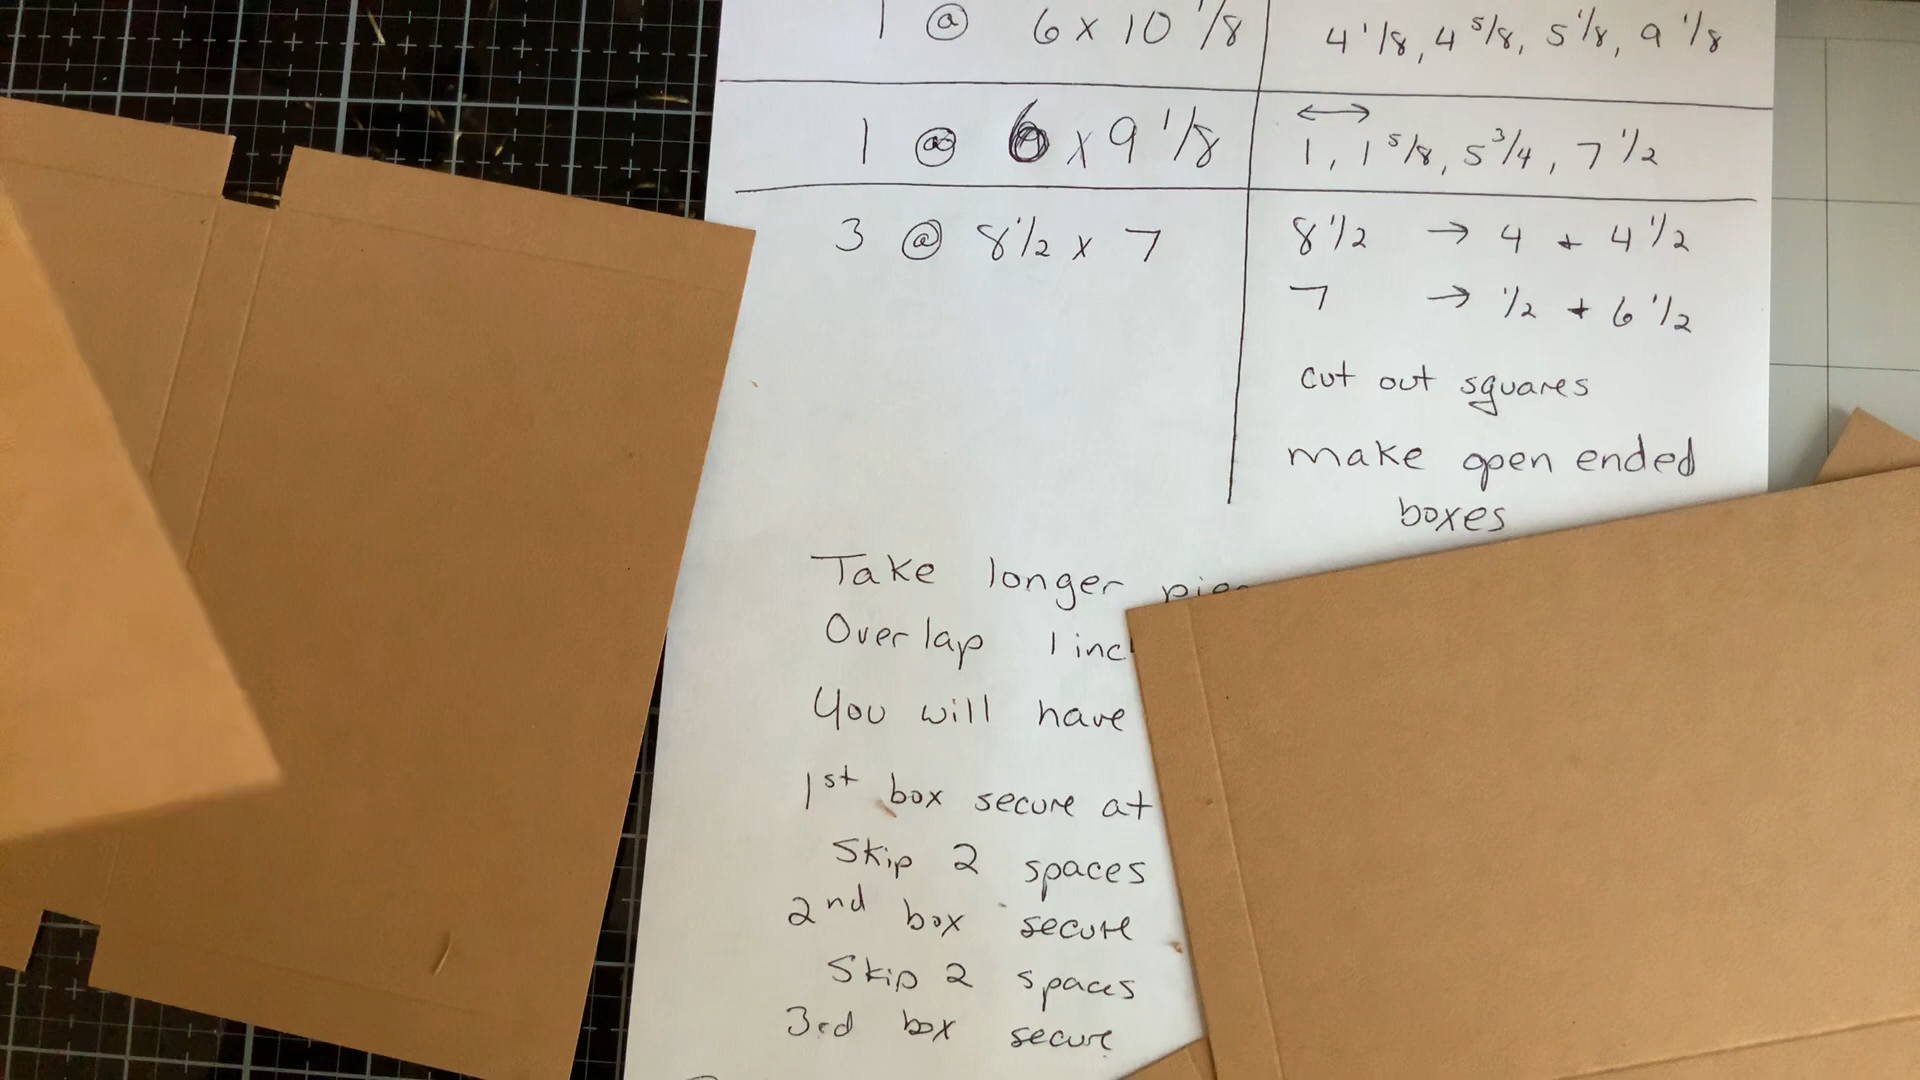 1 @ 6 x 10 1/8 4 1/8, 4 5/8, 5 1/8, 9 1/8
1 @ 6 x 9 1/8 ↔ 1, 1 5/8, 5 3/4, 7 1/2
3 @ 8 1/2 x 7 8 1/2 → 4 + 4 1/2
7 → 1/2 + 6 1/2
cut out squares
make open ended
boxes
Take longer
Overlap 1
You will have
1st box secure at
Skip 2 spaces
2nd box secure
Skip 2 spaces
3rd box secure